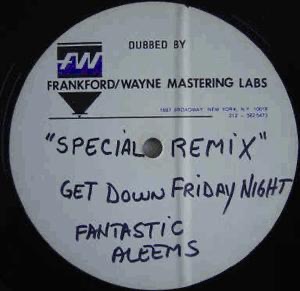 DUBBED BY
FW
FRANKFORD/WAYNE MASTERING LABS
1697 BROADWAY, NEW YORK, N.Y. 10019
212 - 582-5473
"SPECIAL REMIX"
GET DOWN FRIDAY NIGHT
FANTASTIC
ALEEMS